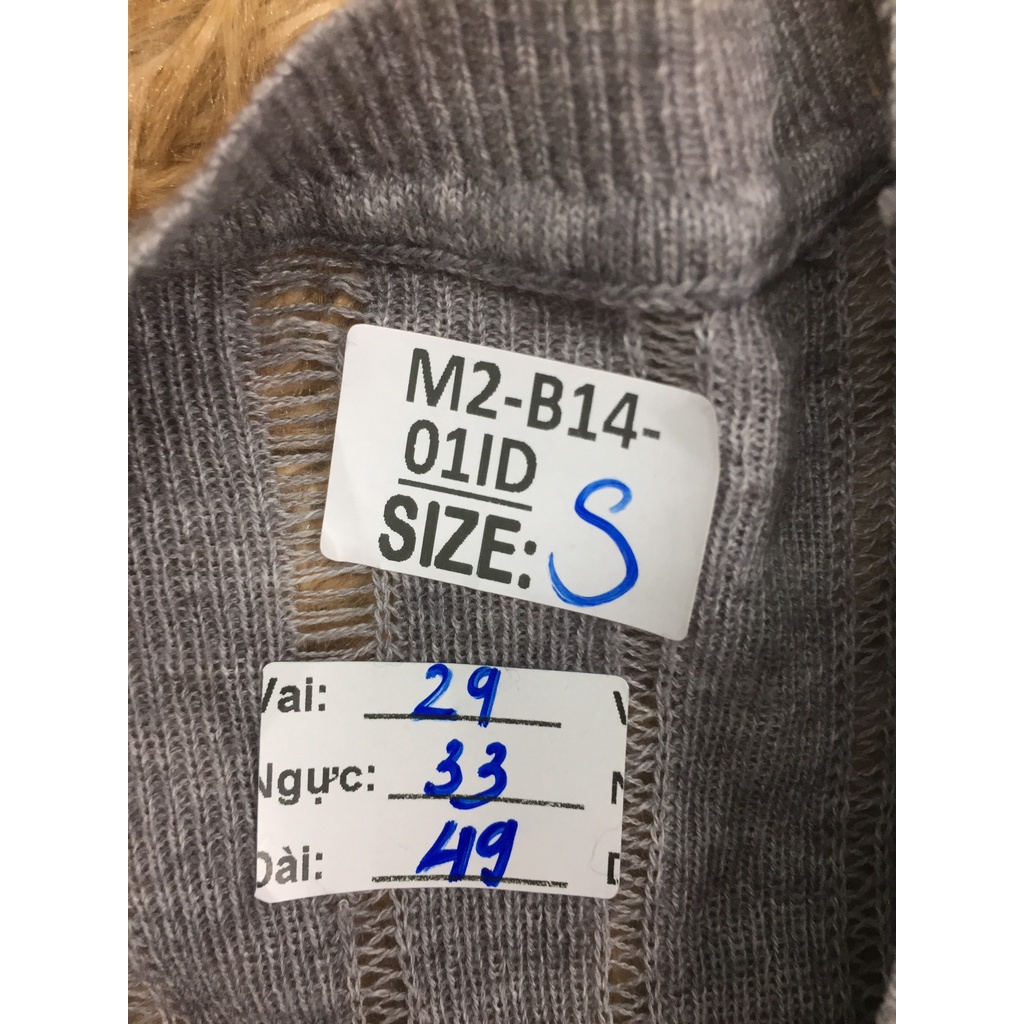 M2-B14-
01ID
SIZE: S
Vai: 29
Ngực: 33
Dài: 49